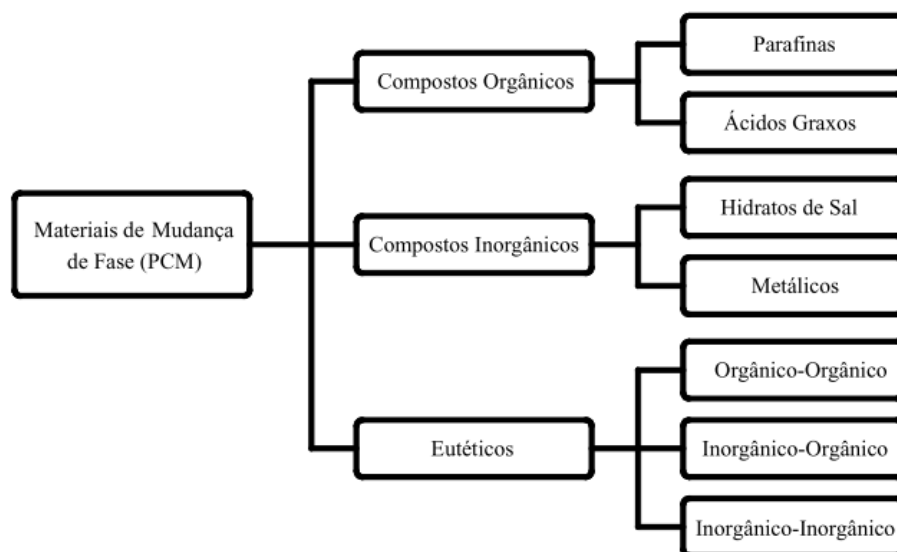 Materiais de Mudança
de Fase (PCM)
Compostos Orgânicos
Parafinas
Ácidos Graxos
Compostos Inorgânicos
Hidratos de Sal
Metálicos
Eutéticos
Orgânico-Orgânico
Inorgânico-Orgânico
Inorgânico-Inorgânico